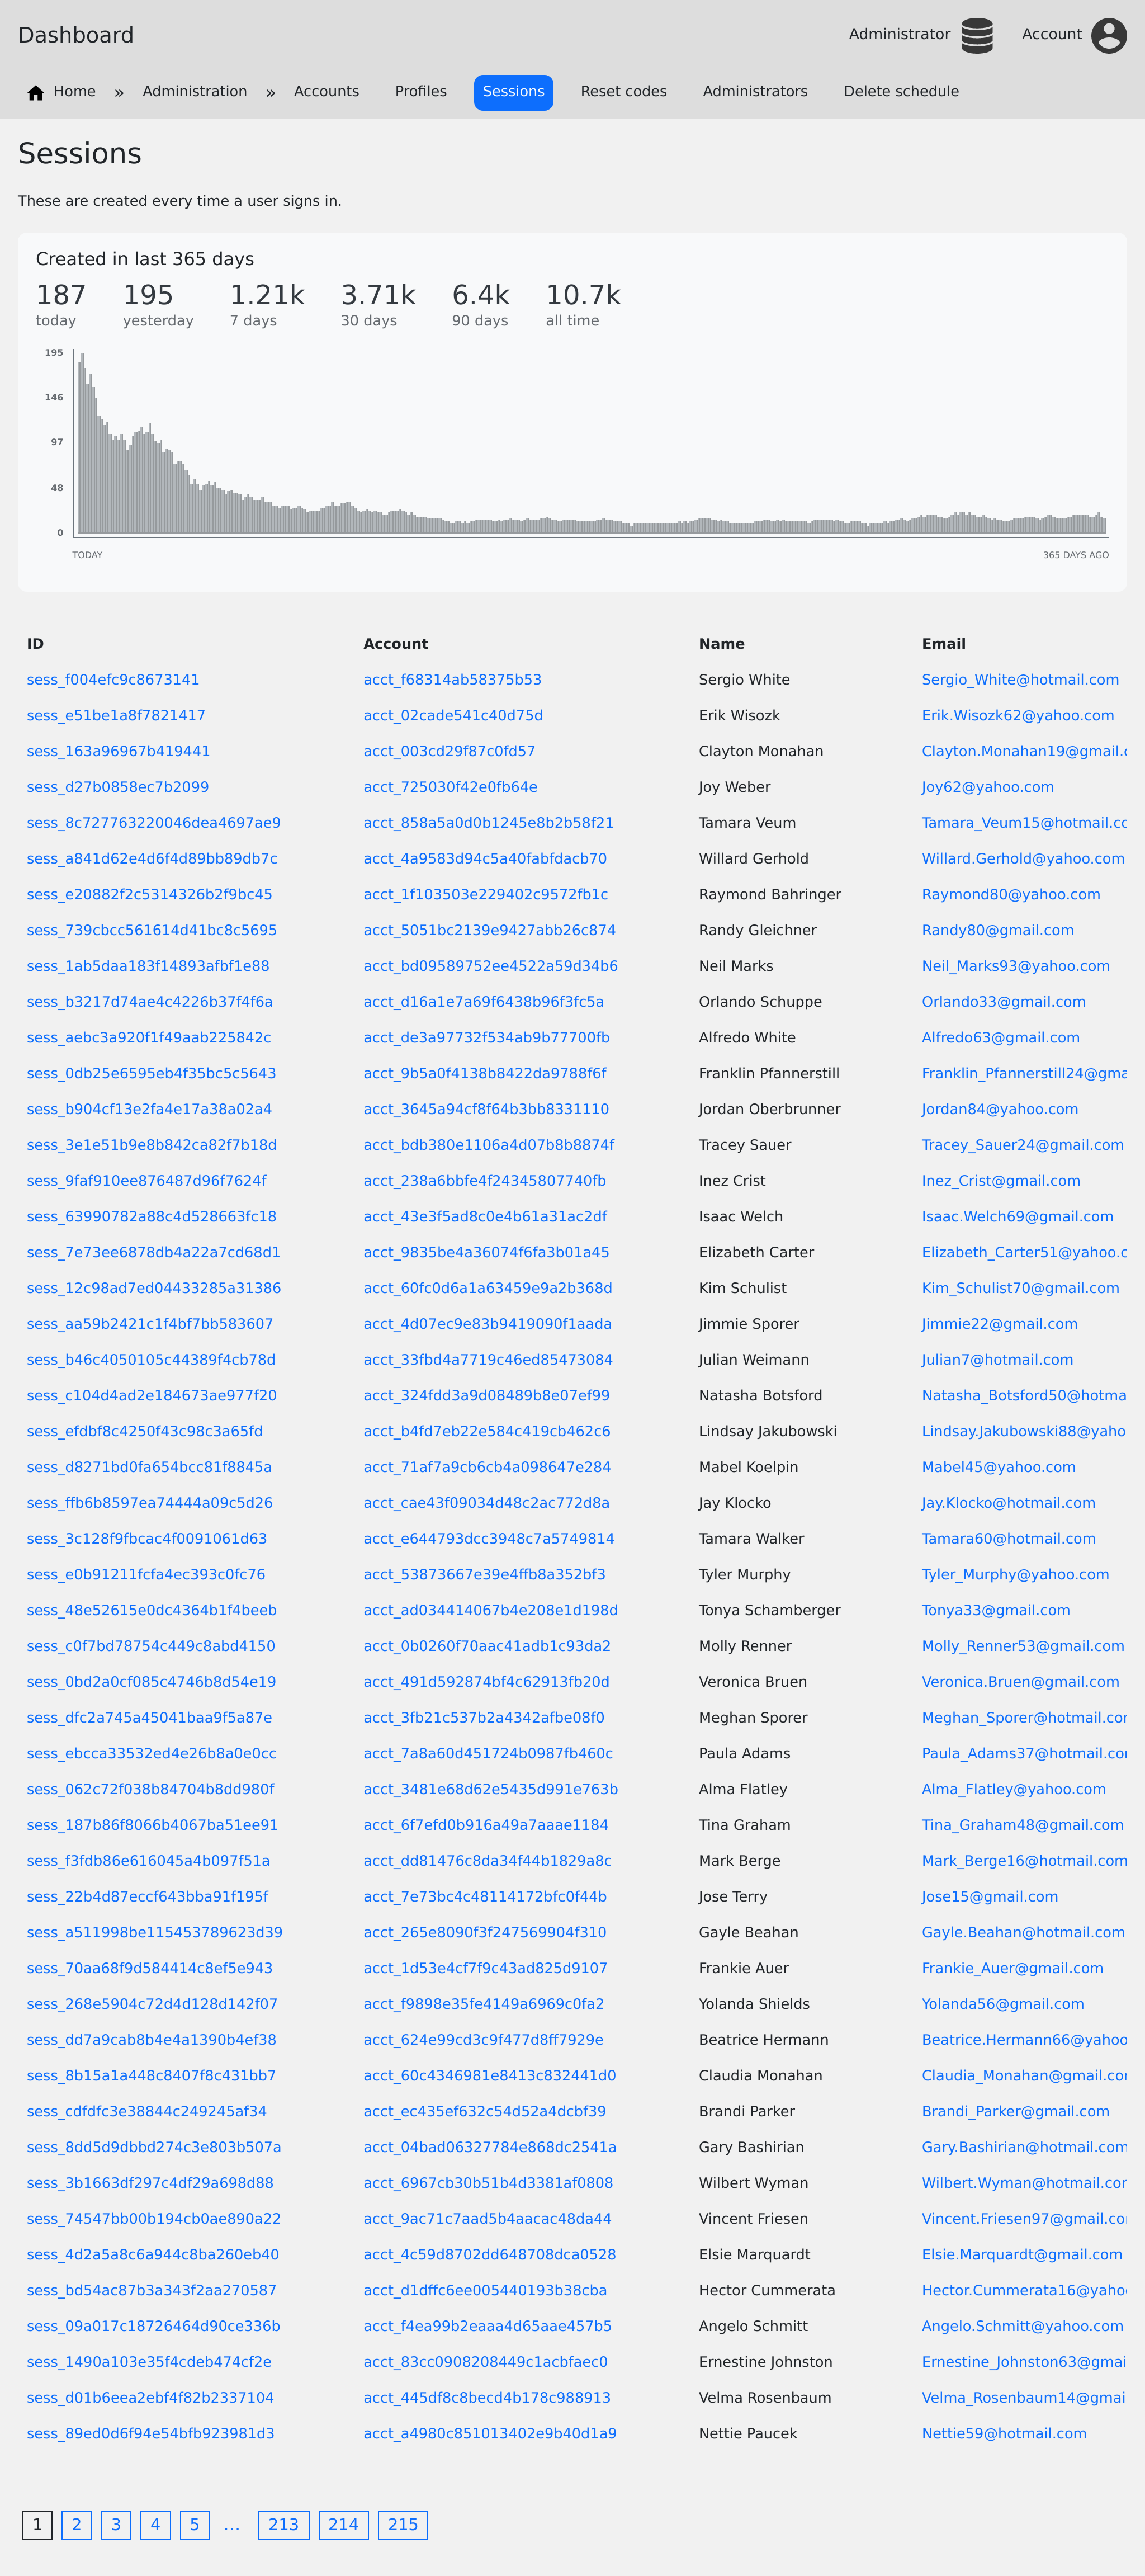 Dashboard Administrator Account
Home » Administration » Accounts Profiles Sessions Reset codes Administrators Delete schedule
Sessions
These are created every time a user signs in.
Created in last 365 days
187 195 1.21k 3.71k 6.4k 10.7k
today yesterday 7 days 30 days 90 days all time
195
146
97
48
0
TODAY 365 DAYS AGO
ID Account Name Email
sess_f004efc9c8673141 acct_f68314ab58375b53 Sergio White Sergio_White@hotmail.com
sess_e51be1a8f7821417 acct_02cade541c40d75d Erik Wisozk Erik.Wisozk62@yahoo.com
sess_163a96967b419441 acct_003cd29f87c0fd57 Clayton Monahan Clayton.Monahan19@gmail.c
sess_d27b0858ec7b2099 acct_725030f42e0fb64e Joy Weber Joy62@yahoo.com
sess_8c727763220046dea4697ae9 acct_858a5a0d0b1245e8b2b58f21 Tamara Veum Tamara_Veum15@hotmail.co
sess_a841d62e4d6f4d89bb89db7c acct_4a9583d94c5a40fabfdacb70 Willard Gerhold Willard.Gerhold@yahoo.com
sess_e20882f2c5314326b2f9bc45 acct_1f103503e229402c9572fb1c Raymond Bahringer Raymond80@yahoo.com
sess_739cbcc561614d41bc8c5695 acct_5051bc2139e9427abb26c874 Randy Gleichner Randy80@gmail.com
sess_1ab5daa183f14893afbf1e88 acct_bd09589752ee4522a59d34b6 Neil Marks Neil_Marks93@yahoo.com
sess_b3217d74ae4c4226b37f4f6a acct_d16a1e7a69f6438b96f3fc5a Orlando Schuppe Orlando33@gmail.com
sess_aebc3a920f1f49aab225842c acct_de3a97732f534ab9b77700fb Alfredo White Alfredo63@gmail.com
sess_0db25e6595eb4f35bc5c5643 acct_9b5a0f4138b8422da9788f6f Franklin Pfannerstill Franklin_Pfannerstill24@gma
sess_b904cf13e2fa4e17a38a02a4 acct_3645a94cf8f64b3bb8331110 Jordan Oberbrunner Jordan84@yahoo.com
sess_3e1e51b9e8b842ca82f7b18d acct_bdb380e1106a4d07b8b8874f Tracey Sauer Tracey_Sauer24@gmail.com
sess_9faf910ee876487d96f7624f acct_238a6bbfe4f24345807740fb Inez Crist Inez_Crist@gmail.com
sess_63990782a88c4d528663fc18 acct_43e3f5ad8c0e4b61a31ac2df Isaac Welch Isaac.Welch69@gmail.com
sess_7e73ee6878db4a22a7cd68d1 acct_9835be4a36074f6fa3b01a45 Elizabeth Carter Elizabeth_Carter51@yahoo.c
sess_12c98ad7ed04433285a31386 acct_60fc0d6a1a63459e9a2b368d Kim Schulist Kim_Schulist70@gmail.com
sess_aa59b2421c1f4bf7bb583607 acct_4d07ec9e83b9419090f1aada Jimmie Sporer Jimmie22@gmail.com
sess_b46c4050105c44389f4cb78d acct_33fbd4a7719c46ed85473084 Julian Weimann Julian7@hotmail.com
sess_c104d4ad2e184673ae977f20 acct_324fdd3a9d08489b8e07ef99 Natasha Botsford Natasha_Botsford50@hotma
sess_efdbf8c4250f43c98c3a65fd acct_b4fd7eb22e584c419cb462c6 Lindsay Jakubowski Lindsay.Jakubowski88@yaho
sess_d8271bd0fa654bcc81f8845a acct_71af7a9cb6cb4a098647e284 Mabel Koelpin Mabel45@yahoo.com
sess_ffb6b8597ea74444a09c5d26 acct_cae43f09034d48c2ac772d8a Jay Klocko Jay.Klocko@hotmail.com
sess_3c128f9fbcac4f0091061d63 acct_e644793dcc3948c7a5749814 Tamara Walker Tamara60@hotmail.com
sess_e0b91211fcfa4ec393c0fc76 acct_53873667e39e4ffb8a352bf3 Tyler Murphy Tyler_Murphy@yahoo.com
sess_48e52615e0dc4364b1f4beeb acct_ad034414067b4e208e1d198d Tonya Schamberger Tonya33@gmail.com
sess_c0f7bd78754c449c8abd4150 acct_0b0260f70aac41adb1c93da2 Molly Renner Molly_Renner53@gmail.com
sess_0bd2a0cf085c4746b8d54e19 acct_491d592874bf4c62913fb20d Veronica Bruen Veronica.Bruen@gmail.com
sess_dfc2a745a45041baa9f5a87e acct_3fb21c537b2a4342afbe08f0 Meghan Sporer Meghan_Sporer@hotmail.com
sess_ebcca33532ed4e26b8a0e0cc acct_7a8a60d451724b0987fb460c Paula Adams Paula_Adams37@hotmail.com
sess_062c72f038b84704b8dd980f acct_3481e68d62e5435d991e763b Alma Flatley Alma_Flatley@yahoo.com
sess_187b86f8066b4067ba51ee91 acct_6f7efd0b916a49a7aaae1184 Tina Graham Tina_Graham48@gmail.com
sess_f3fdb86e616045a4b097f51a acct_dd81476c8da34f44b1829a8c Mark Berge Mark_Berge16@hotmail.com
sess_22b4d87eccf643bba91f195f acct_7e73bc4c48114172bfc0f44b Jose Terry Jose15@gmail.com
sess_a511998be115453789623d39 acct_265e8090f3f247569904f310 Gayle Beahan Gayle.Beahan@hotmail.com
sess_70aa68f9d584414c8ef5e943 acct_1d53e4cf7f9c43ad825d9107 Frankie Auer Frankie_Auer@gmail.com
sess_268e5904c72d4d128d142f07 acct_f9898e35fe4149a6969c0fa2 Yolanda Shields Yolanda56@gmail.com
sess_dd7a9cab8b4e4a1390b4ef38 acct_624e99cd3c9f477d8ff7929e Beatrice Hermann Beatrice.Hermann66@yahoo
sess_8b15a1a448c8407f8c431bb7 acct_60c4346981e8413c832441d0 Claudia Monahan Claudia_Monahan@gmail.com
sess_cdfdfc3e38844c249245af34 acct_ec435ef632c54d52a4dcbf39 Brandi Parker Brandi_Parker@gmail.com
sess_8dd5d9dbbd274c3e803b507a acct_04bad06327784e868dc2541a Gary Bashirian Gary.Bashirian@hotmail.com
sess_3b1663df297c4df29a698d88 acct_6967cb30b51b4d3381af0808 Wilbert Wyman Wilbert.Wyman@hotmail.com
sess_74547bb00b194cb0ae890a22 acct_9ac71c7aad5b4aacac48da44 Vincent Friesen Vincent.Friesen97@gmail.com
sess_4d2a5a8c6a944c8ba260eb40 acct_4c59d8702dd648708dca0528 Elsie Marquardt Elsie.Marquardt@gmail.com
sess_bd54ac87b3a343f2aa270587 acct_d1dffc6ee005440193b38cba Hector Cummerata Hector.Cummerata16@yahoo
sess_09a017c18726464d90ce336b acct_f4ea99b2eaaa4d65aae457b5 Angelo Schmitt Angelo.Schmitt@yahoo.com
sess_1490a103e35f4cdeb474cf2e acct_83cc0908208449c1acbfaec0 Ernestine Johnston Ernestine_Johnston63@gmai
sess_d01b6eea2ebf4f82b2337104 acct_445df8c8becd4b178c988913 Velma Rosenbaum Velma_Rosenbaum14@gmai
sess_89ed0d6f94e54bfb923981d3 acct_a4980c851013402e9b40d1a9 Nettie Paucek Nettie59@hotmail.com
1 2 3 4 5 … 213 214 215